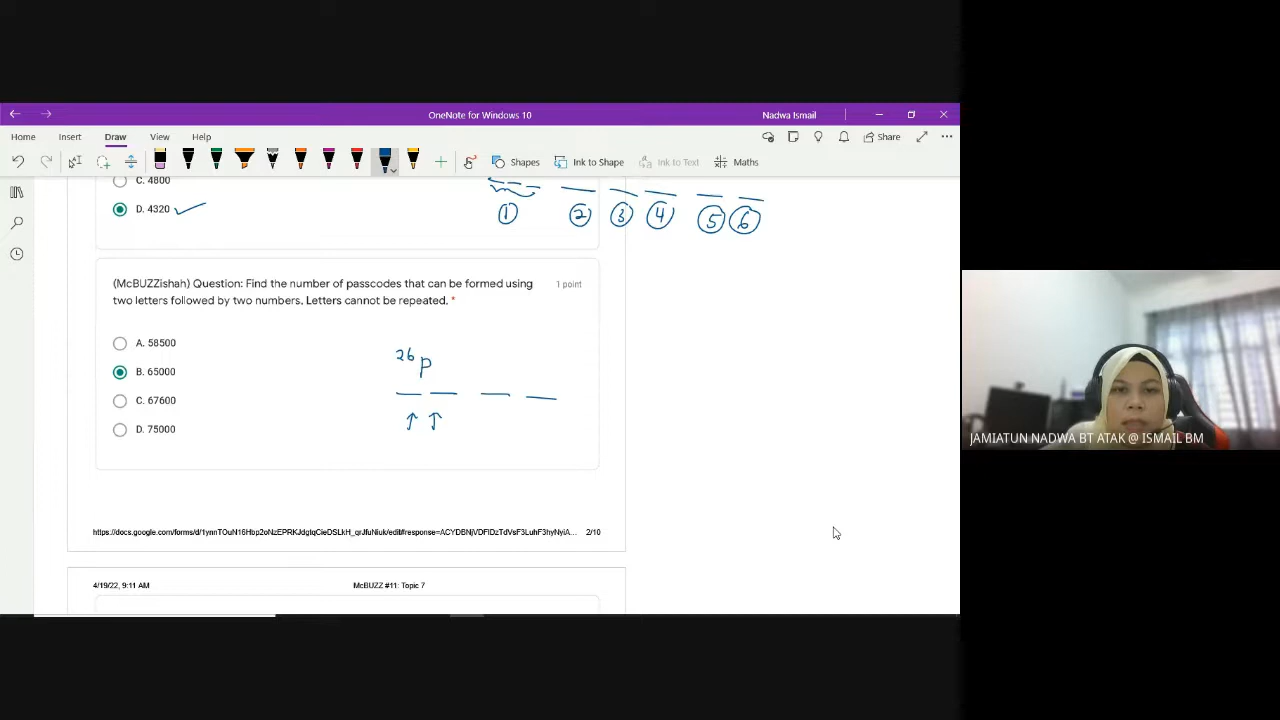 OneNote for Windows 10
Nadwa Ismail
Home
Insert
Draw
View
Help
Share
Shapes
Ink to Shape
Ink to Text
Maths
C. 4800
D. 4320
1 2 3 4 5 6
(McBUZZishah) Question: Find the number of passcodes that can be formed using
two letters followed by two numbers. Letters cannot be repeated. *
1 point
A. 58500
B. 65000
C. 67600
D. 75000
26 P
2/10
4/19/22, 9:11 AM
McBUZZ #11: Topic 7
JAMIATUN NADWA BT ATAK @ ISMAIL BM